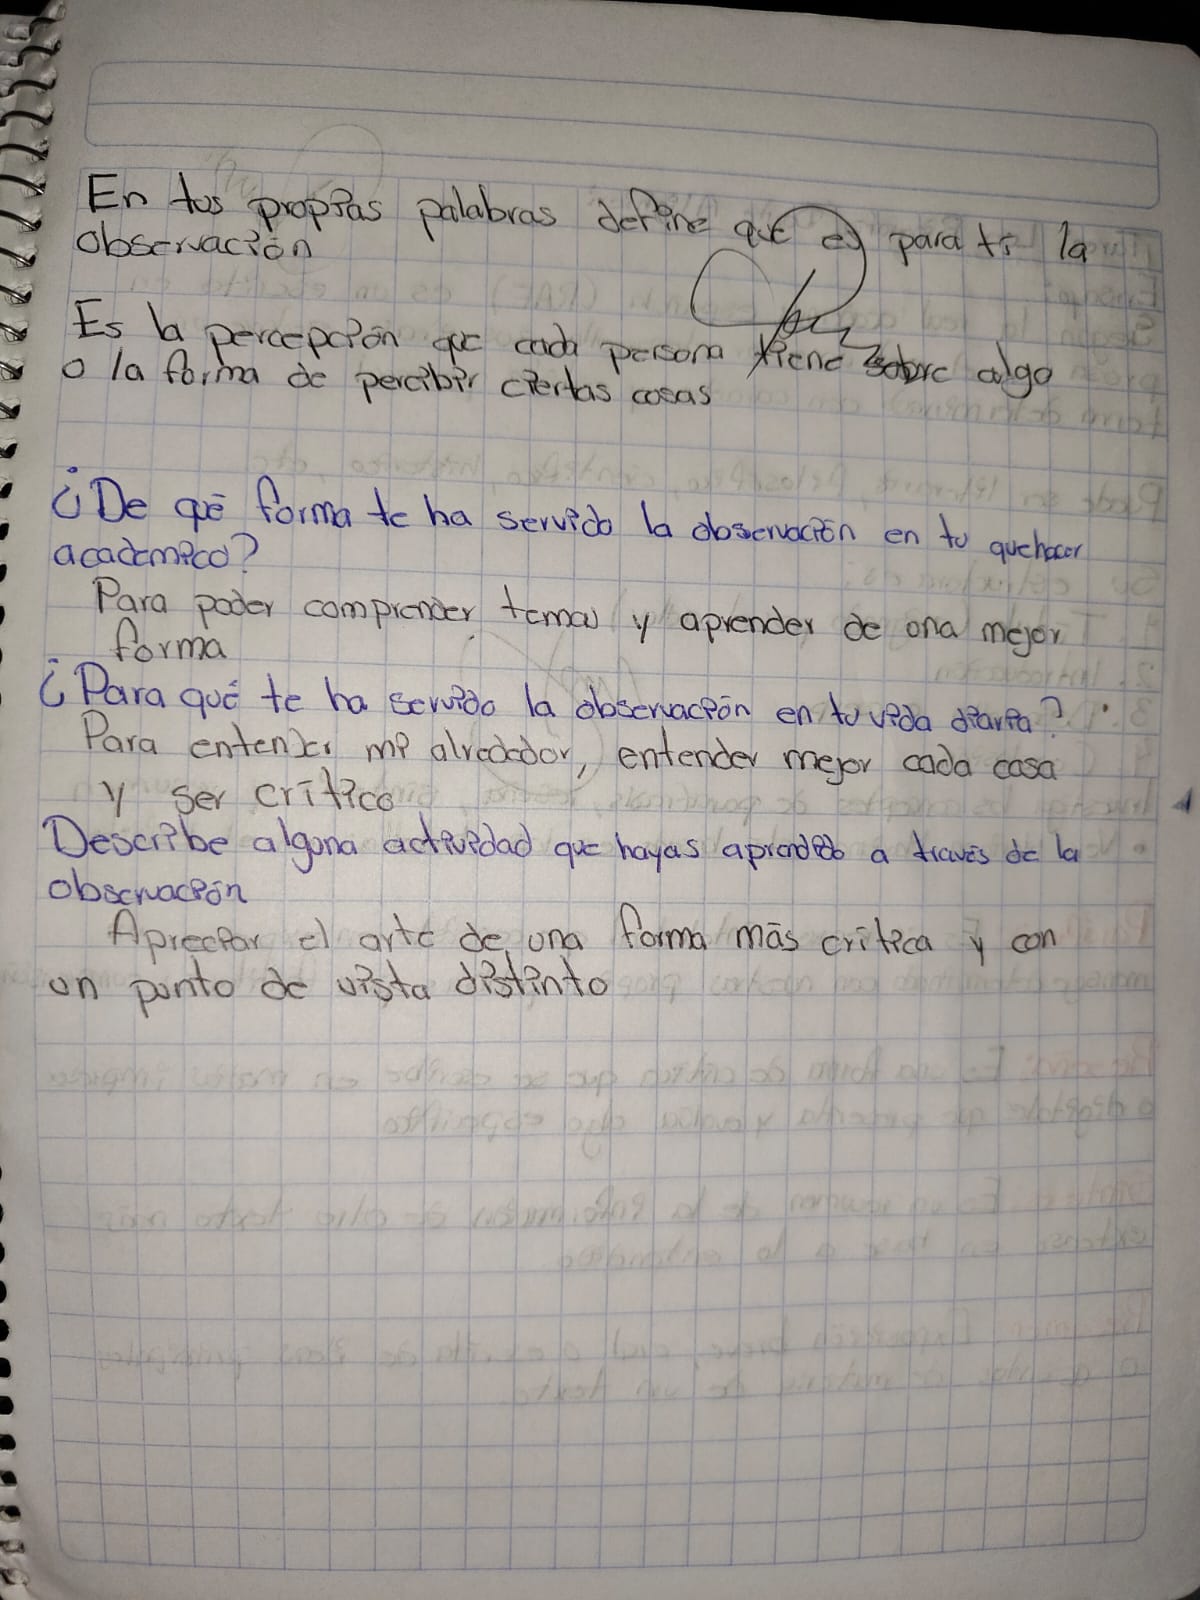 En tus propias palabras define que es para ti la
observación
Es la percepción que cada persona tiene sobre algo
o la forma de percibir ciertas cosas
¿De qué forma te ha servido la observación en tu quehacer
academico?
Para poder comprender temas y aprender de una mejor
forma
¿Para qué te ha servido la observación en tu vida diaria?
Para entender mi alrededor, entender mejor cada casa
y ser crítico
Describe alguna actividad que hayas aprendido a través de la
observación
Apreciar el arte de una forma más crítica y con
un punto de vista distinto